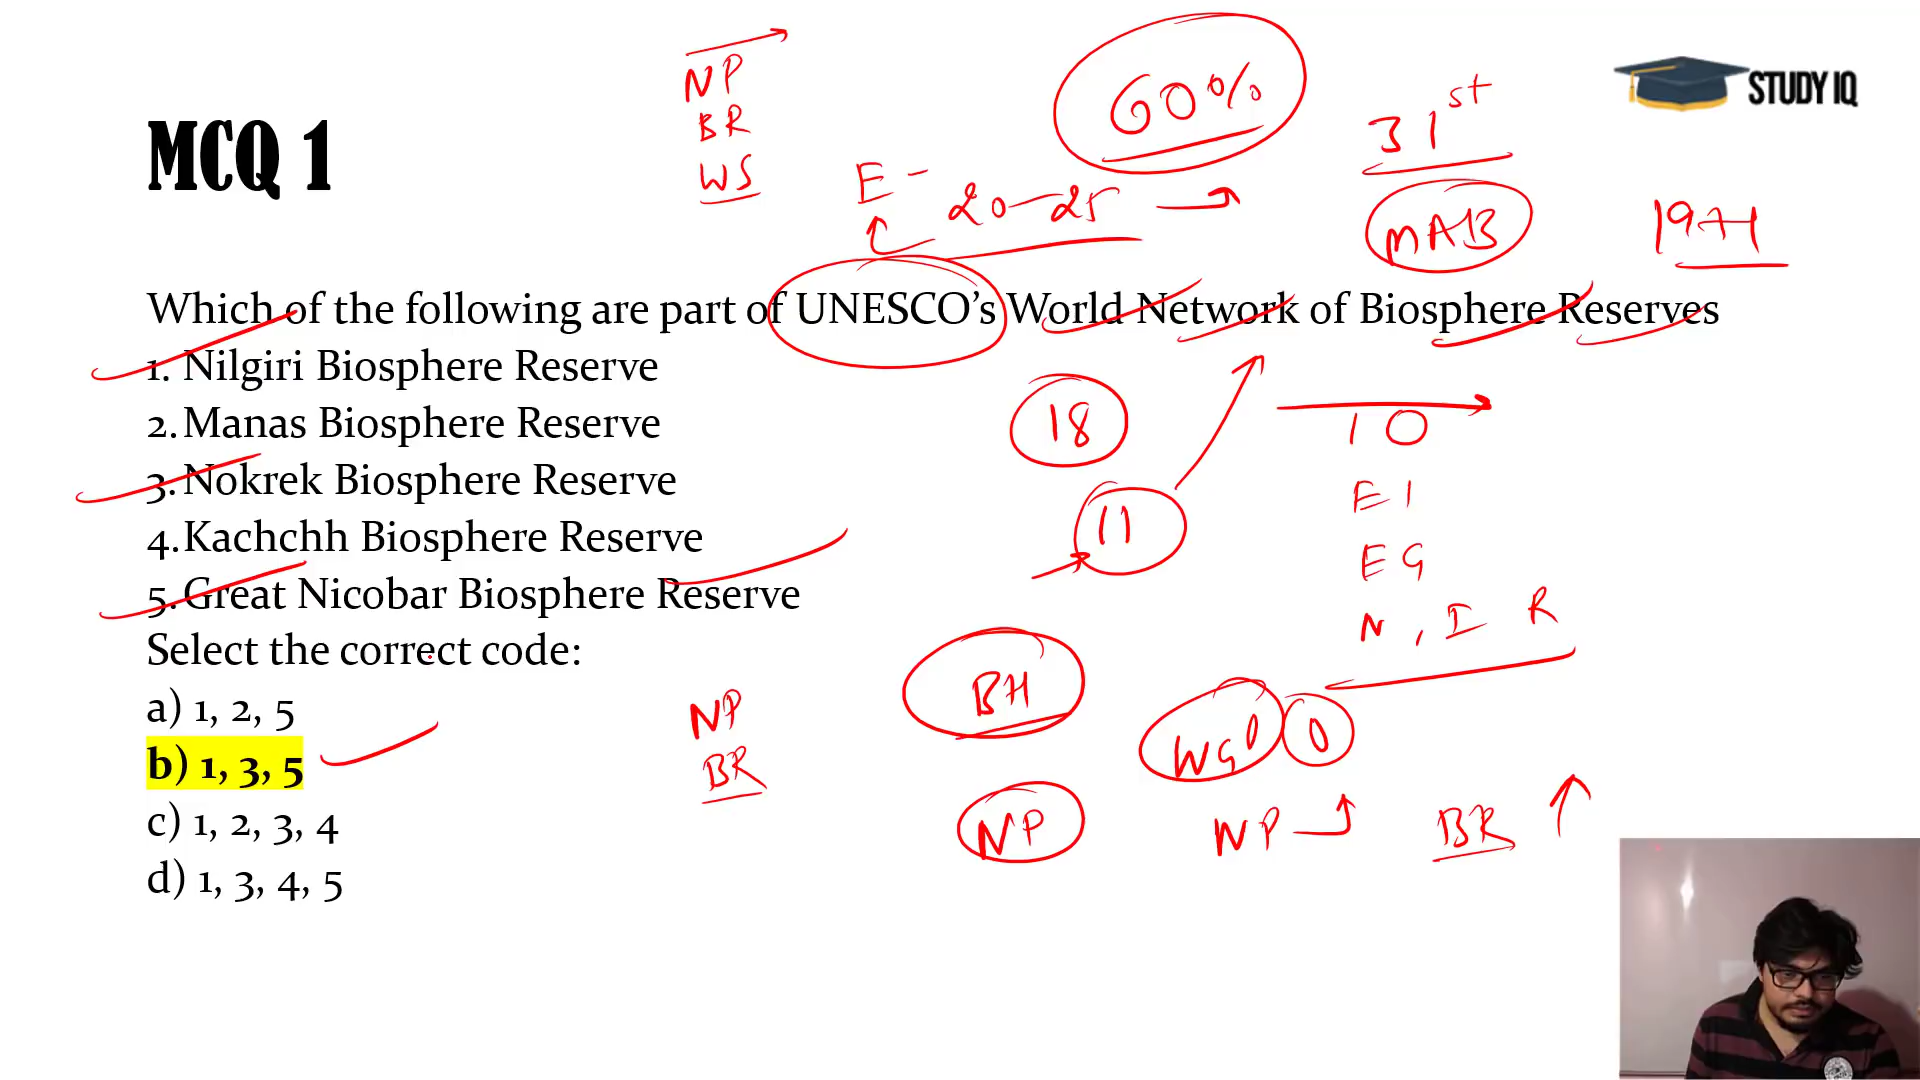 NP
BR
WS
60%
31st
STUDY IQ
MCQ 1
E - 20-25
MAB
1971
Which of the following are part of UNESCO's World Network of Biosphere Reserves
1. Nilgiri Biosphere Reserve
2. Manas Biosphere Reserve
3. Nokrek Biosphere Reserve
4. Kachchh Biosphere Reserve
5. Great Nicobar Biosphere Reserve
Select the correct code:
a) 1, 2, 5
b) 1, 3, 5
c) 1, 2, 3, 4
d) 1, 3, 4, 5
18
10
11
E I
E G
N , I R
BH
NP
BR
WG 0
NP
NP
BR